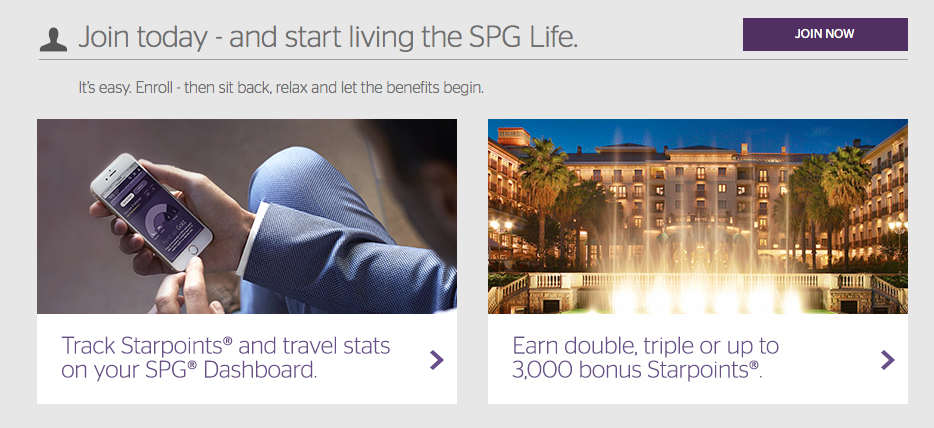 Join today - and start living the SPG Life.
JOIN NOW
It's easy. Enroll - then sit back, relax and let the benefits begin.
Track Starpoints® and travel stats
on your SPG® Dashboard.
Earn double, triple or up to
3,000 bonus Starpoints®.